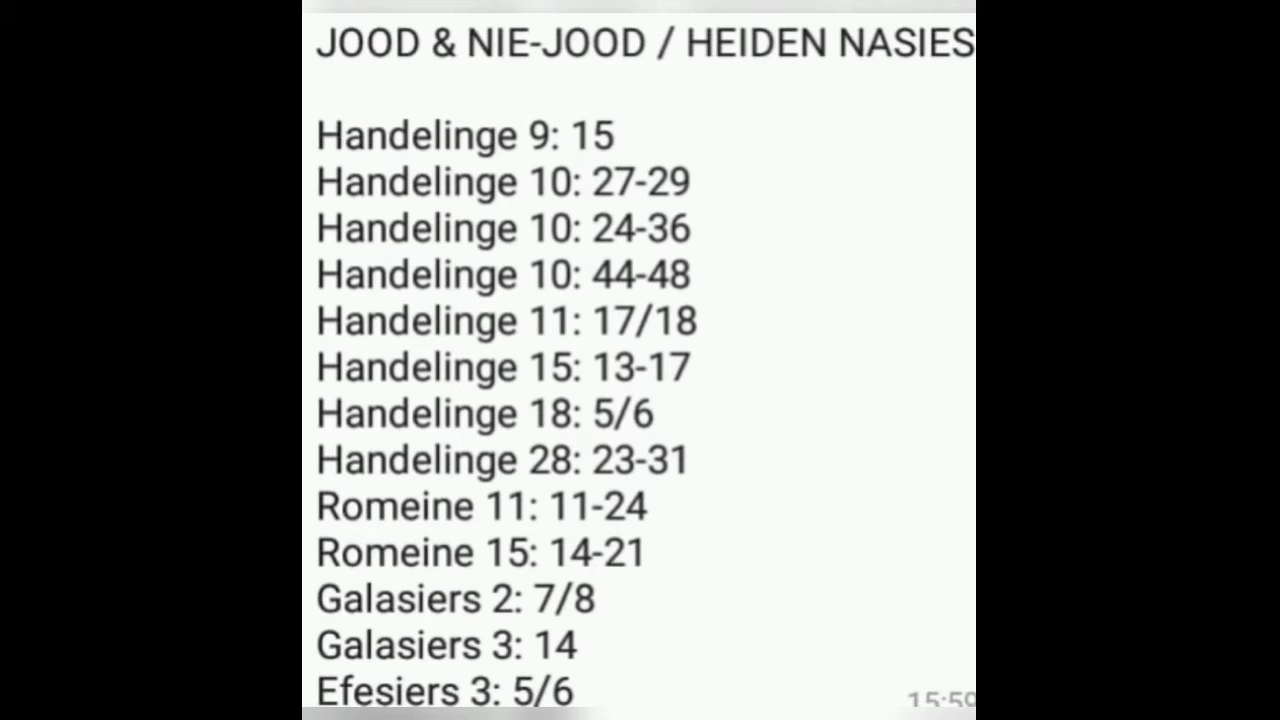 JOOD & NIE-JOOD / HEIDEN NASIES
Handelinge 9: 15
Handelinge 10: 27-29
Handelinge 10: 24-36
Handelinge 10: 44-48
Handelinge 11: 17/18
Handelinge 15: 13-17
Handelinge 18: 5/6
Handelinge 28: 23-31
Romeine 11: 11-24
Romeine 15: 14-21
Galasiers 2: 7/8
Galasiers 3: 14
Efesiers 3: 5/6
15:59